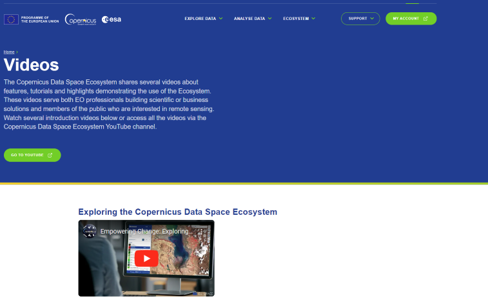 PROGRAMME OF
THE EUROPEAN UNION
opernicus
esa
EXPLORE DATA
ANALYSE DATA
ECOSYSTEM
SUPPORT
MY ACCOUNT
Home
Videos
The Copernicus Data Space Ecosystem shares several videos about
features, tutorials and highlights demonstrating the use of the Ecosystem.
These videos serve both EO professionals building scientific or business
solutions and members of the public who are interested in remote sensing.
Watch several introduction videos below or access all the videos via the
Copernicus Data Space Ecosystem YouTube channel.
GO TO YOUTUBE
Exploring the Copernicus Data Space Ecosystem
Empowering Change: Exploring...